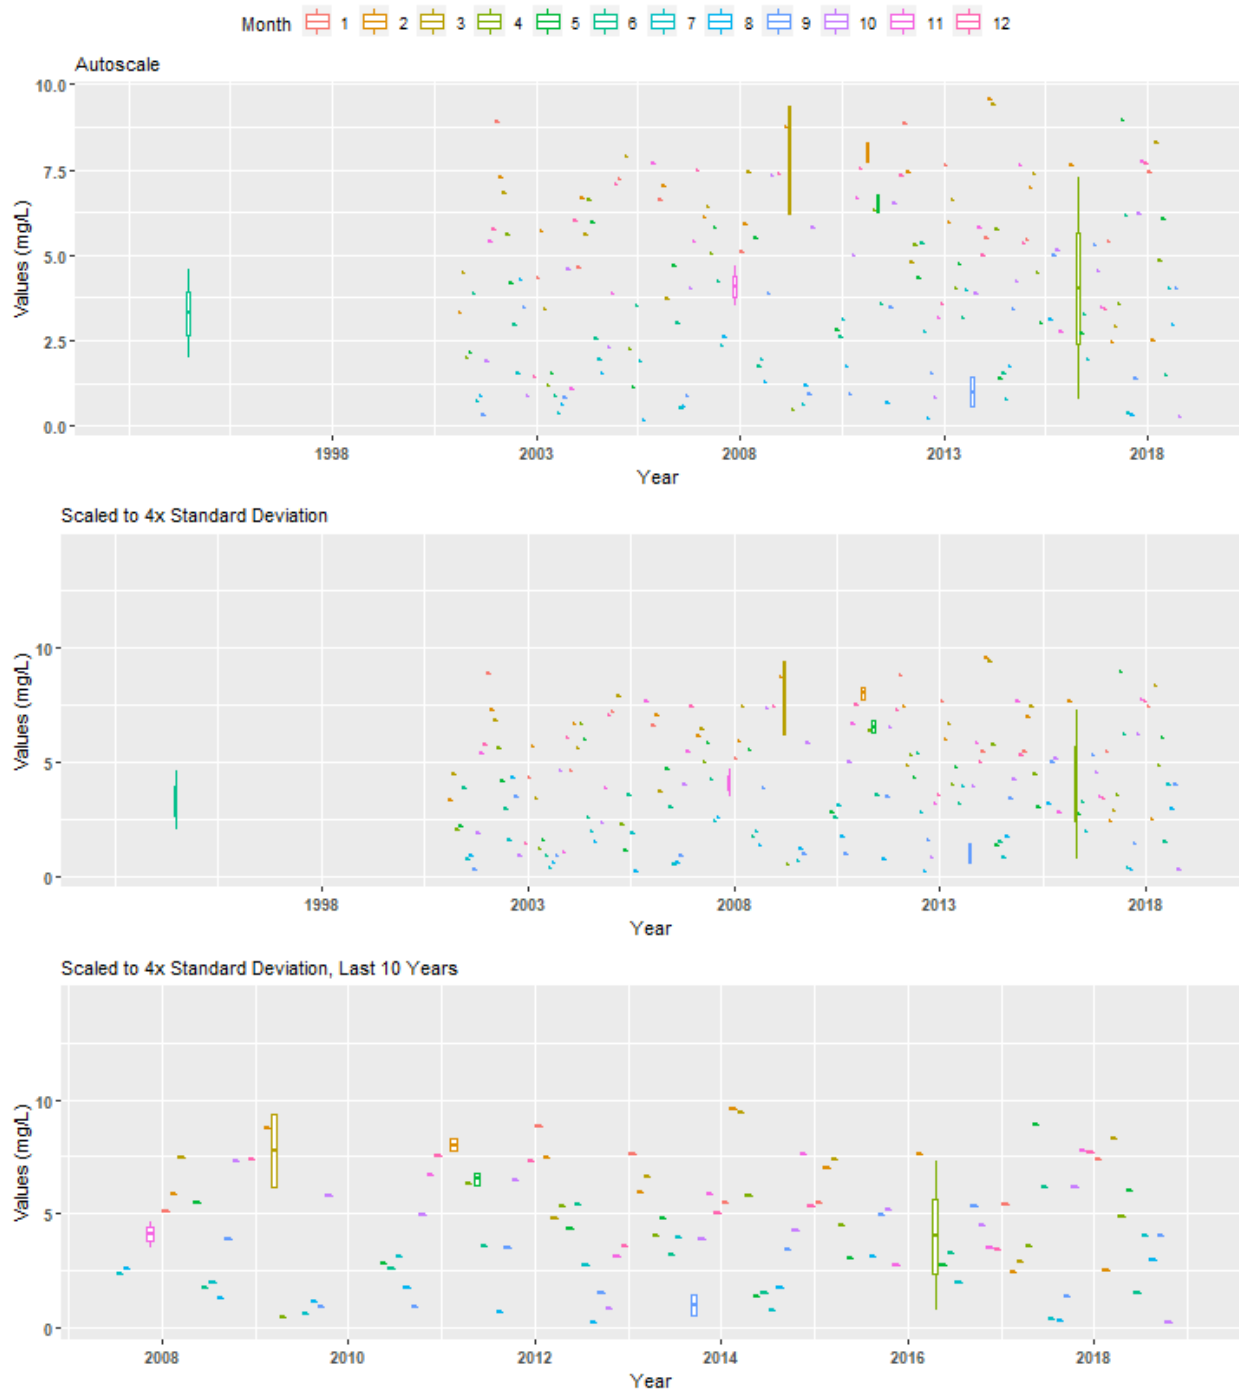 Month 1 2 3 4 5 6 7 8 9 10 11 12
Autoscale
Values (mg/L)
10.0
7.5
5.0
2.5
0.0
1998 2003 2008 2013 2018
Year
Scaled to 4x Standard Deviation
Values (mg/L)
10
5
0
1998 2003 2008 2013 2018
Year
Scaled to 4x Standard Deviation, Last 10 Years
Values (mg/L)
10
5
0
2008 2010 2012 2014 2016 2018
Year